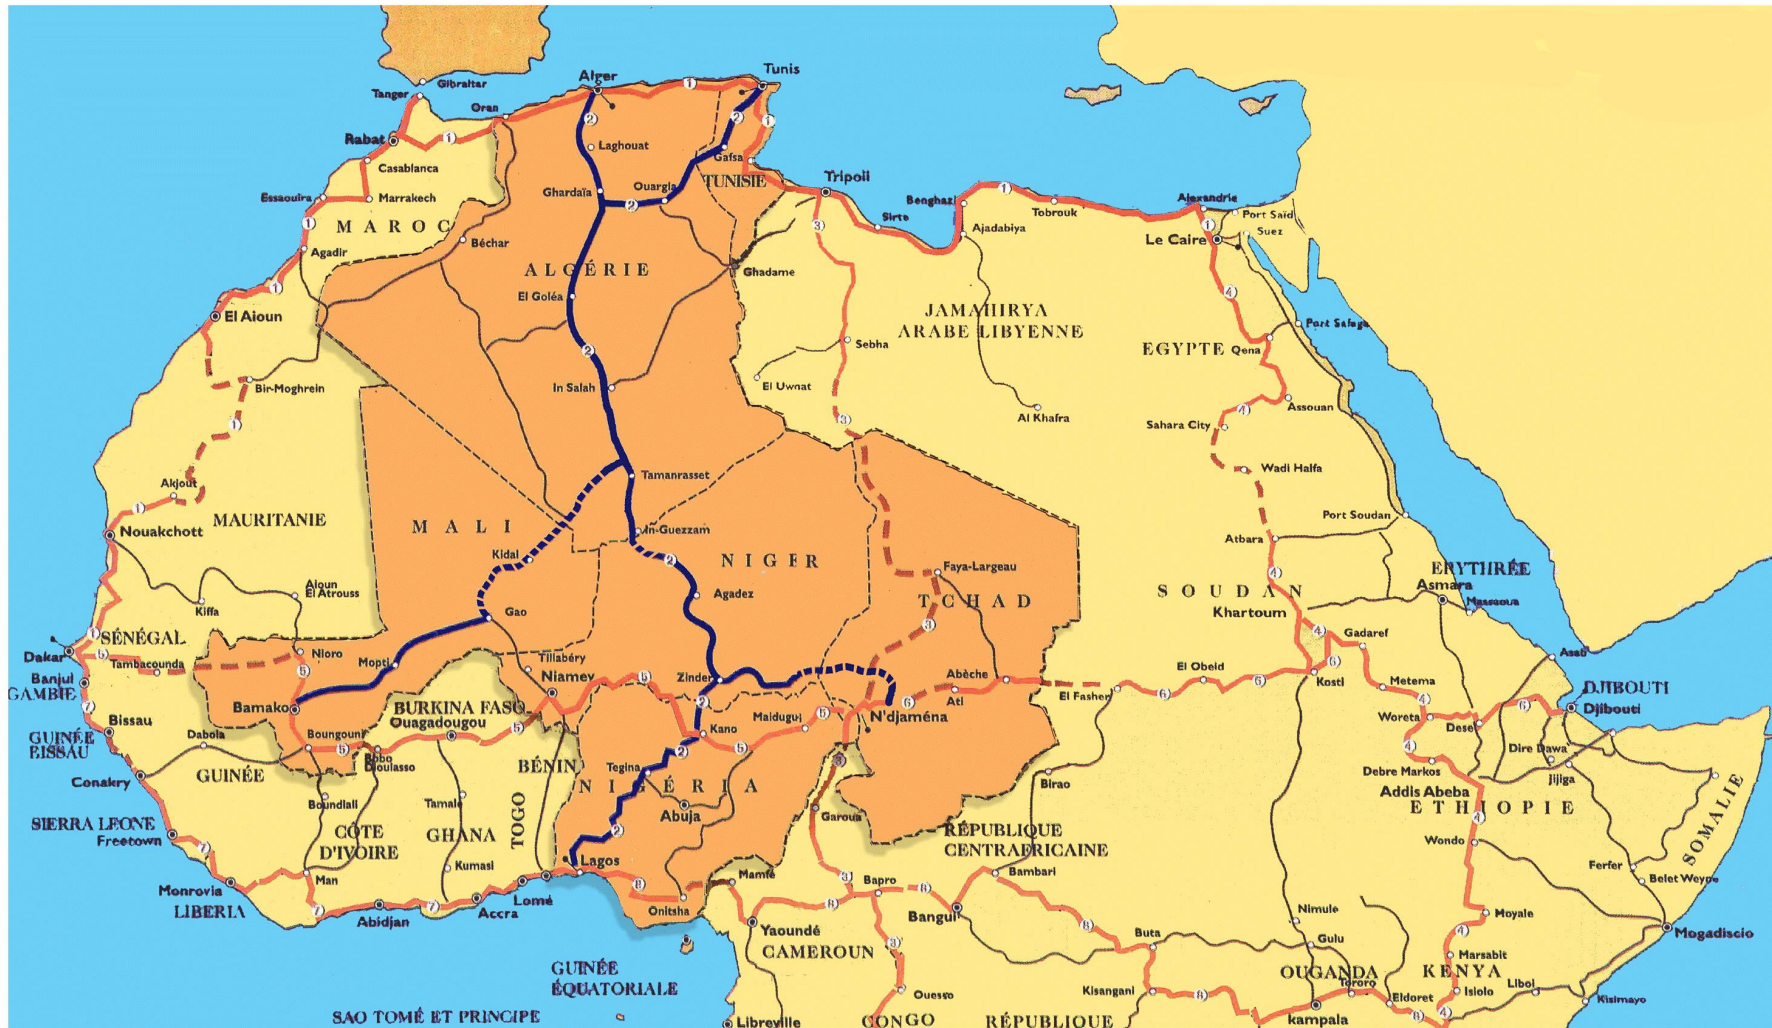 Gibraltar
Tanger
Oran
Alger
Tunis
Rabat
Laghouat
Gafsa
Casablanca
Essaouira
Marrakech
Ghardaïa
Ouargla
TUNISIE
Tripoli
MAROC
Agadir
Béchar
ALGÉRIE
Ghadame
El Goléa
Benghazi
Sirte
Tobrouk
Ajadabiya
Alexandrie
Port Saïd
Suez
Le Caire
El Aioun
JAMAHIRYA
ARABE LIBYENNE
Sebha
El Uwnat
Al Khafra
EGYPTE
Qena
Port Safaga
Assouan
Sahara City
Wadi Halfa
Bir-Moghrein
In Salah
Akjout
MAURITANIE
Nouakchott
MALI
Tamanrasset
In-Guezzam
NIGER
Kidal
Agadez
Faya-Largeau
TCHAD
Port Soudan
Atbara
SOUDAN
Khartoum
ERYTHRÉE
Asmara
Massaoua
Aioun
El Atrouss
Kiffa
Gao
SÉNÉGAL
Dakar
Tambacounda
Nioro
Mopti
Banjul
GAMBIE
Tillabéry
Niamey
Zinder
Abèche
Ati
El Fasher
El Obeid
Kosti
Gadaref
Metema
Assab
DJIBOUTI
Djibouti
Bamako
BURKINA FASO
Ouagadougou
Bissau
GUINÉE
BISSAU
Dabola
Bougouni
Bobo
Dioulasso
Kano
Maiduguj
N'djaména
Woreta
Desei
Dire Dawa
Jijiga
Debre Markos
Addis Abeba
ETHIOPIE
SOMALIE
Conakry
GUINÉE
BÉNIN
Tegina
NIGÉRIA
Abuja
Boundiali
Tamale
TOGO
Garoua
Birao
SIERRA LEONE
Freetown
CÔTE
D'IVOIRE
GHANA
Kumasi
RÉPUBLIQUE
CENTRAFRICAINE
Wondo
Ferfer
Belet Weyne
Monrovia
LIBERIA
Man
Abidjan
Accra
Lomé
Lagos
Onitsha
Mamfé
Bapro
Bambari
Bangui
Yaoundé
CAMEROUN
Buta
Nimule
Gulu
Moyale
Marsabit
Mogadiscio
GUINÉE
ÉQUATORIALE
Ouesso
Kisangani
OUGANDA
Tororo
KENYA
Eldoret
Isiolo
Liboi
Kisimayo
SAO TOMÉ ET PRINCIPE
Libreville
CONGO
RÉPUBLIQUE
kampala